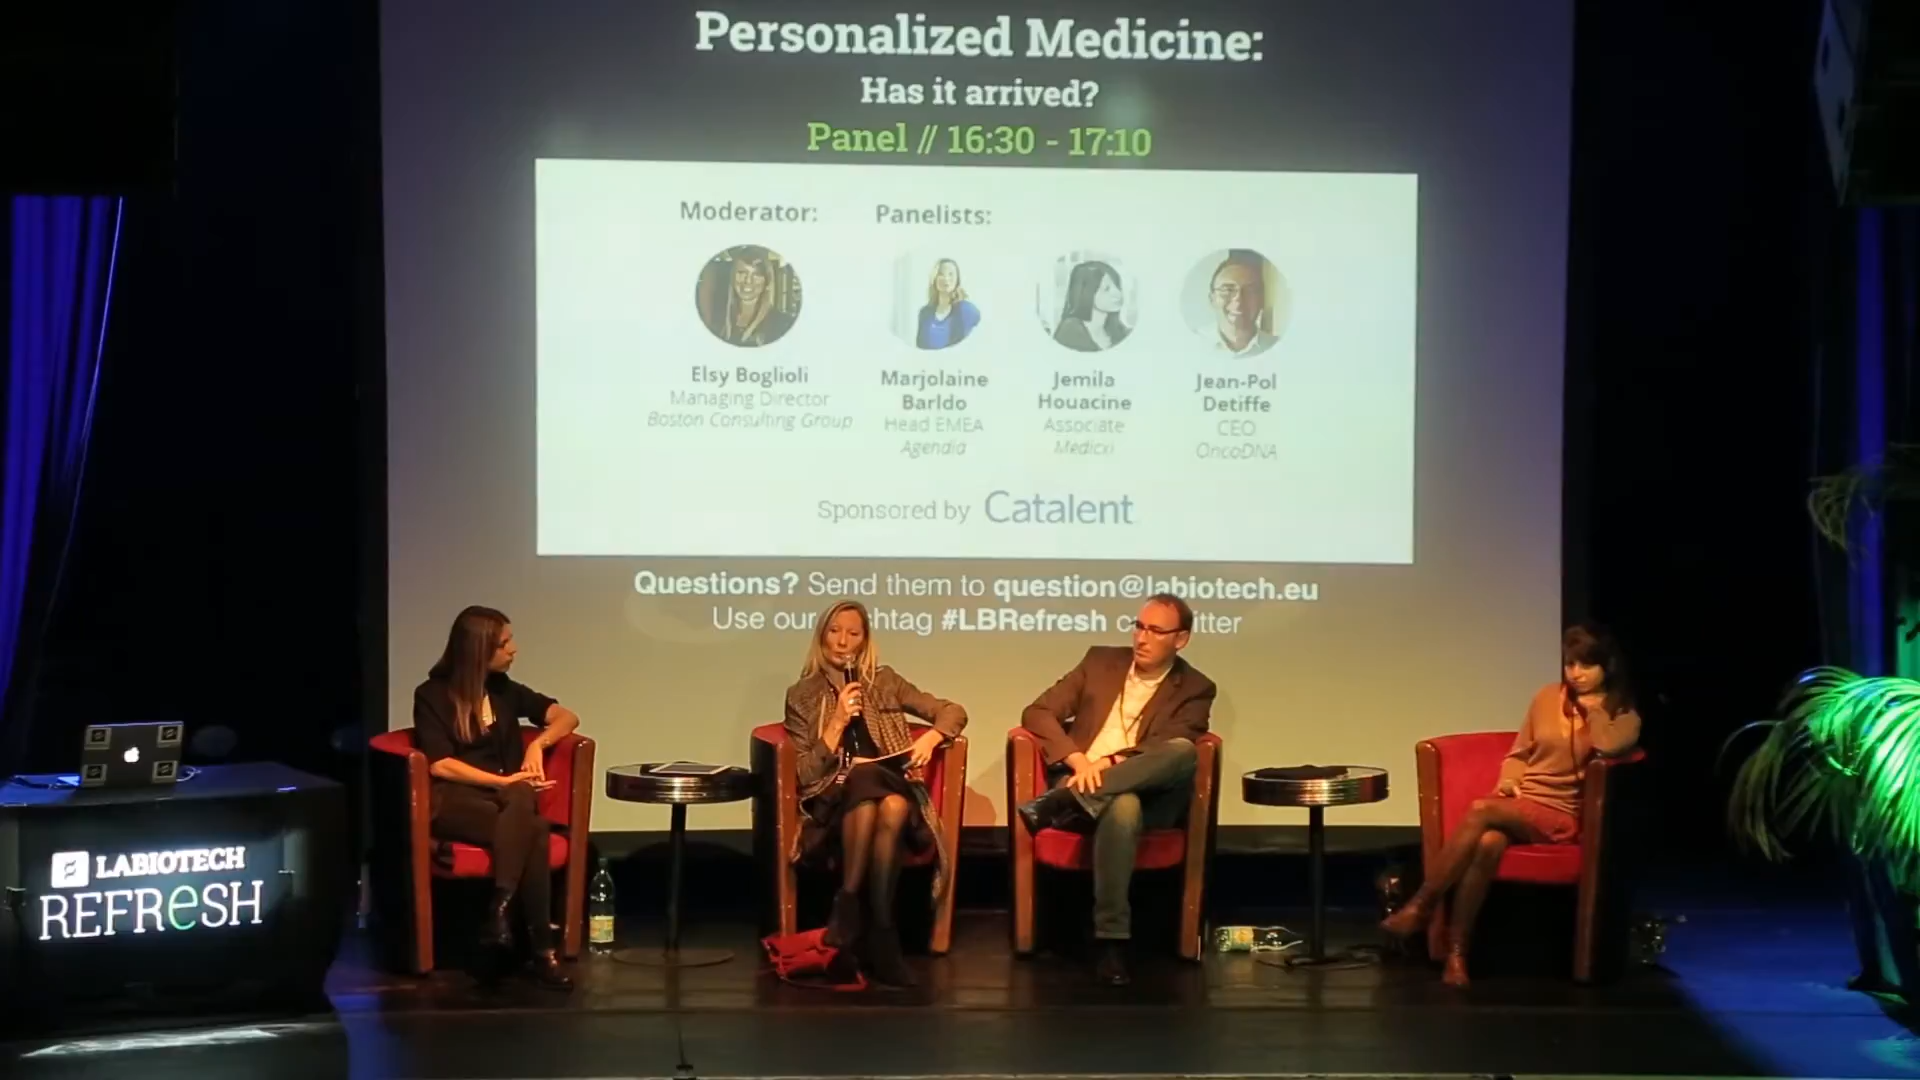 Personalized Medicine:
Has it arrived?
Panel // 16:30 - 17:10
Moderator:
Panelists:
Elsy Boglioli
Managing Director
Boston Consulting Group
Marjolaine
Barldo
Head EMEA
Agendia
Jemila
Houacine
Associate
Medicxi
Jean-Pol
Detiffe
CEO
OncoDNA
Sponsored by Catalent
Questions? Send them to question@labiotech.eu
Use our #LBRefresh
LABIOTECH
REFReSH